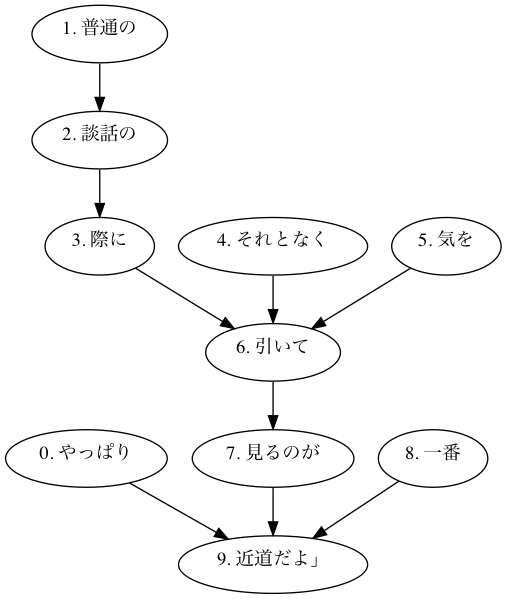 1. 普通の
2. 談話の
3. 際に
4. それとなく
5. 気を
6. 引いて
0. やっぱり
7. 見るのが
8. 一番
9. 近道だよ」